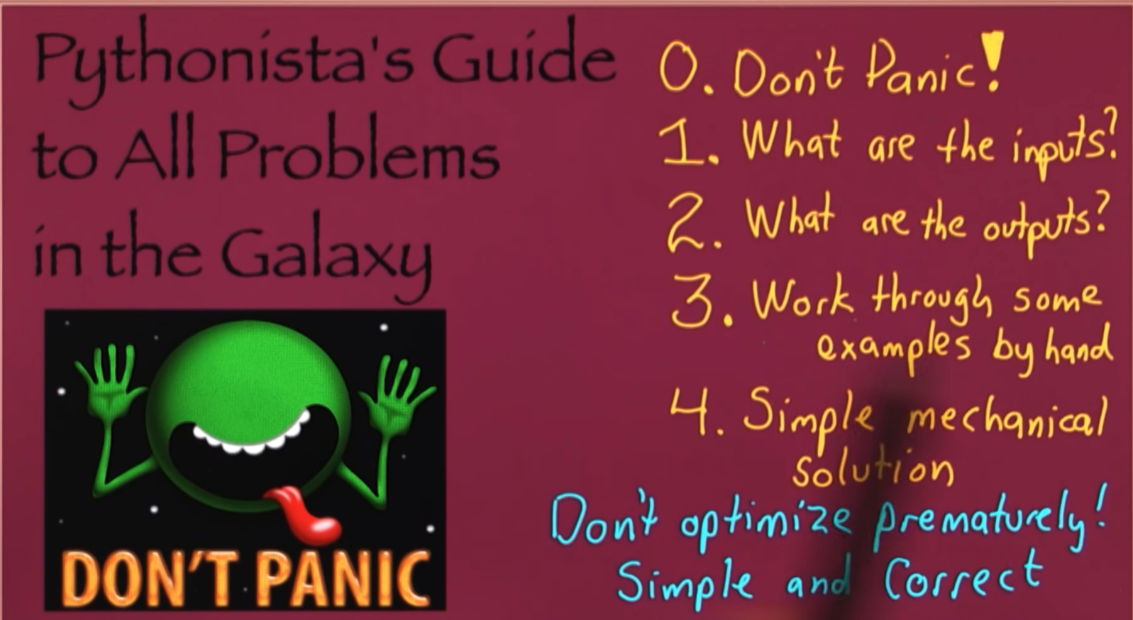 Pythonista's Guide
to All Problems
in the Galaxy
DON'T PANIC
0. Don't Panic!
1. What are the inputs?
2. What are the outputs?
3. Work through some
examples by hand
4. Simple mechanical
solution
Don't optimize prematurely!
Simple and Correct